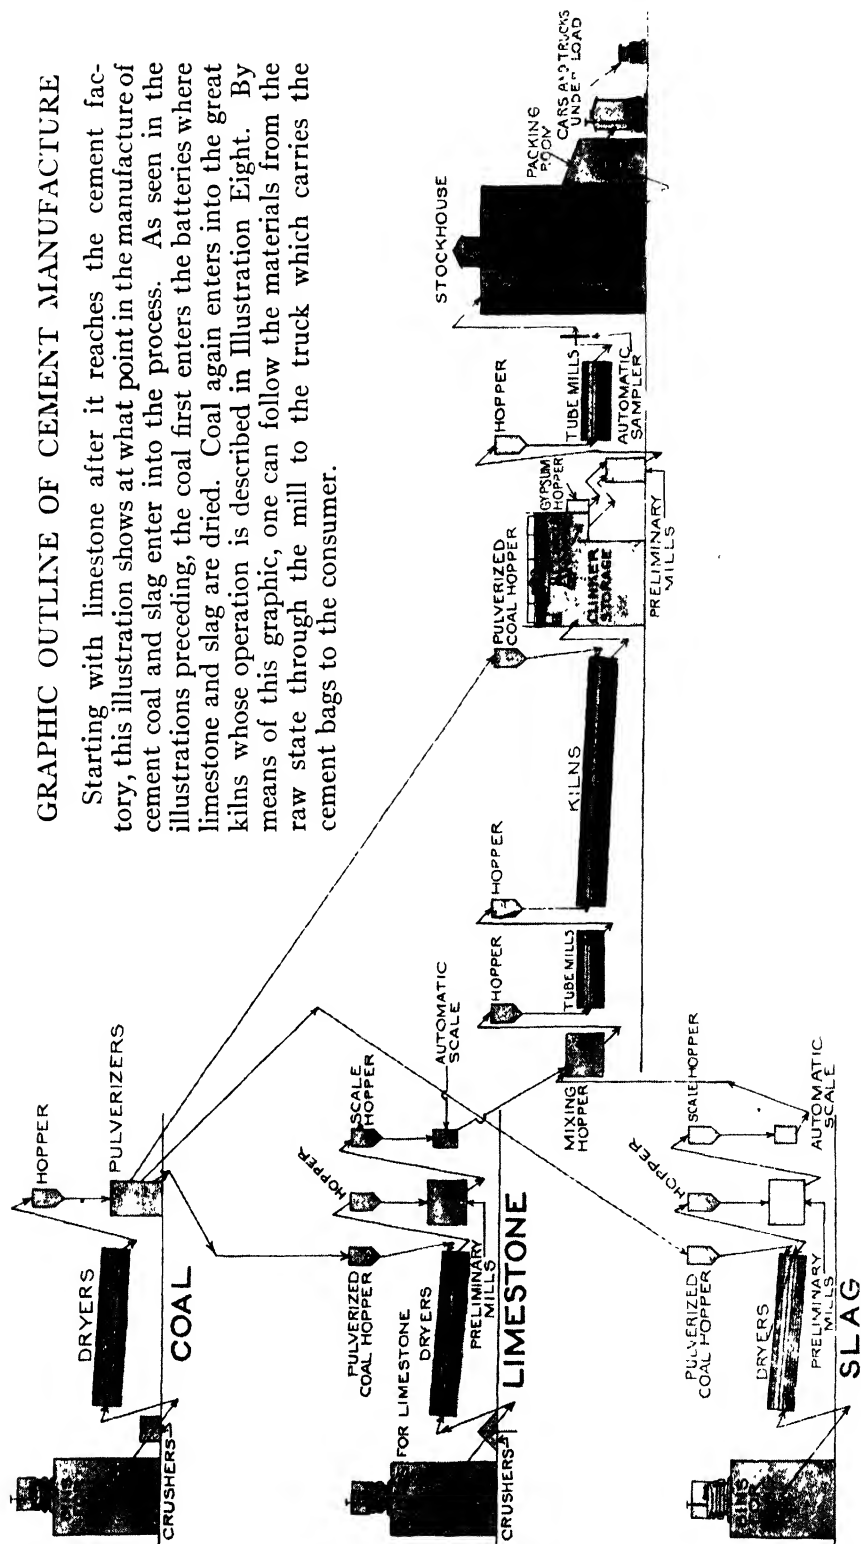 GRAPHIC OUTLINE OF CEMENT MANUFACTURE
Starting with limestone after it reaches the cement fac-
tory, this illustration shows at what point in the manufacture of
cement coal and slag enter into the process. As seen in the
illustrations preceding, the coal first enters the batteries where
limestone and slag are dried. Coal again enters into the great
kilns whose operation is described in Illustration Eight. By
means of this graphic, one can follow the materials from the
raw state through the mill to the truck which carries the
cement bags to the consumer.
CRUSHERS
DRYERS
HOPPER
PULVERIZERS
COAL
CRUSHERS
FOR LIMESTONE
DRYERS
PULVERIZED
COAL HOPPER
PRELIMINARY
MILLS
HOPPER
SCALE
HOPPER
AUTOMATIC
SCALE
LIMESTONE
BINS
FOR
DRYERS
PULVERIZED
COAL HOPPER
PRELIMINARY
MILLS
HOPPER
SCALE HOPPER
AUTOMATIC
SCALE
SLAG
MIXING
HOPPER
HOPPER
TUBE MILLS
HOPPER
KILNS
PULVERIZED
COAL HOPPER
CLINKER
STORAGE
GYPSUM
HOPPER
PRELIMINARY
MILLS
HOPPER
TUBE MILLS
AUTOMATIC
SAMPLER
STOCKHOUSE
PACKING
ROOM
CARS AND TRUCKS
UNDER LOAD